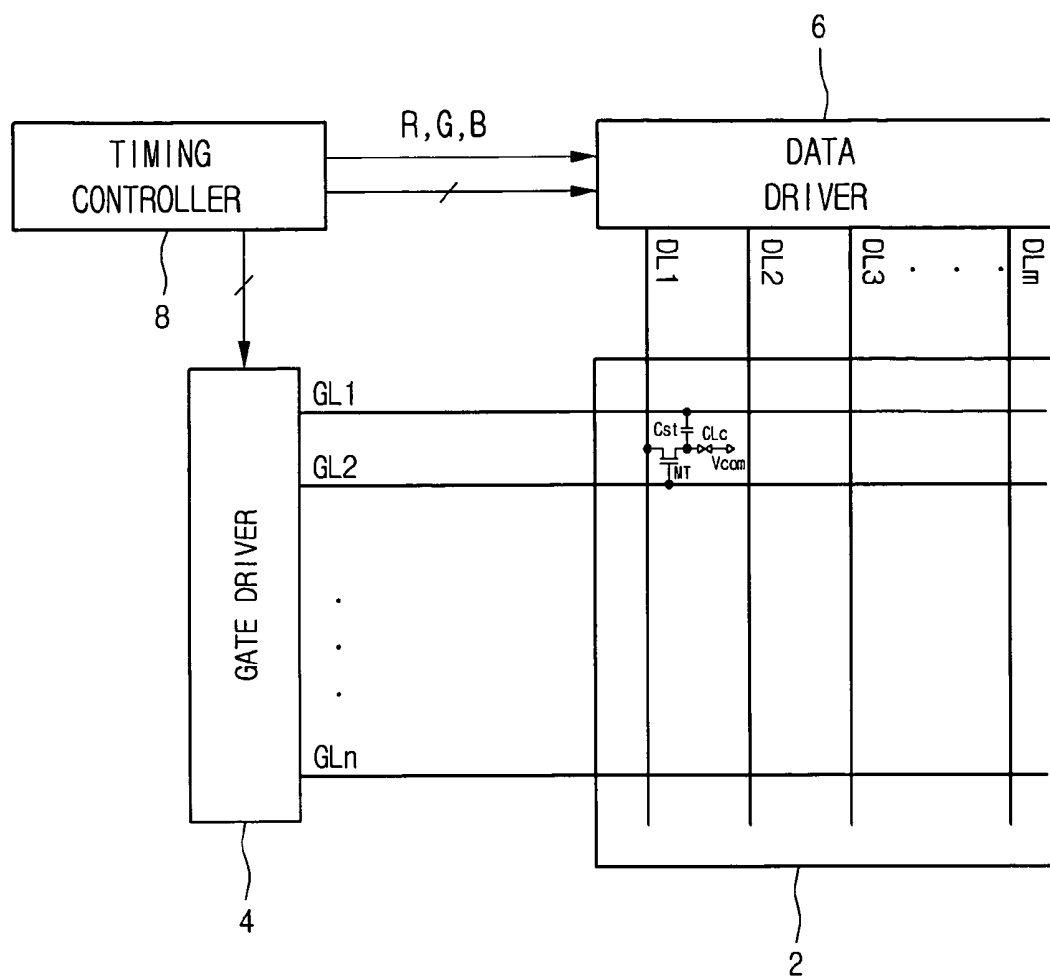 6
R,G,B
TIMING
CONTROLLER
DATA
DRIVER
8
DL1
DL2
DL3
. . .
DLm
GL1
Cst
CLc
Vcom
MT
GL2
GATE DRIVER
.
.
.
GLn
4
2